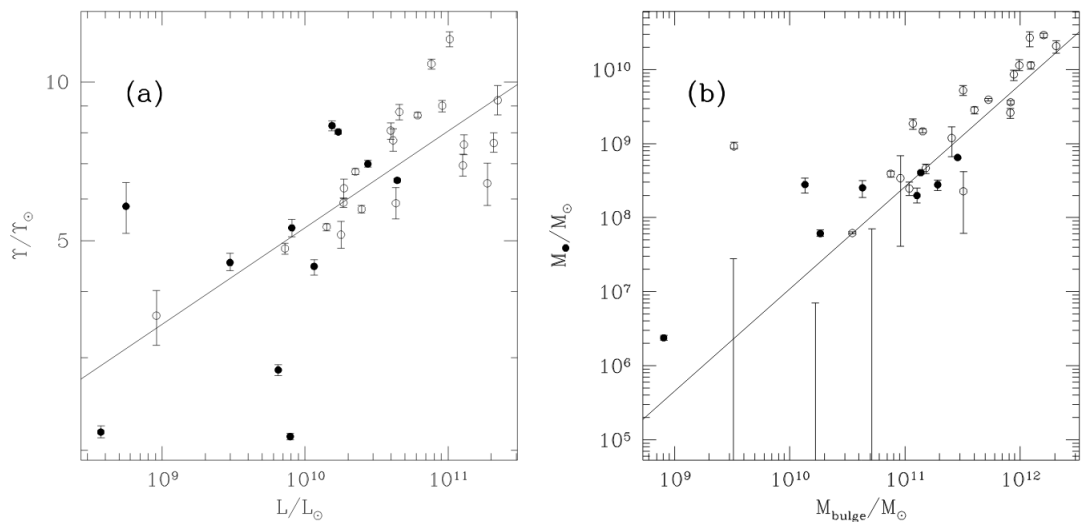 (a)
10
5
Υ/Υ⊙
10⁹ 10¹⁰ 10¹¹
L/L⊙
(b)
10¹⁰
10⁹
10⁸
10⁷
10⁶
10⁵
M●/M⊙
10⁹ 10¹⁰ 10¹¹ 10¹²
M_bulge/M⊙